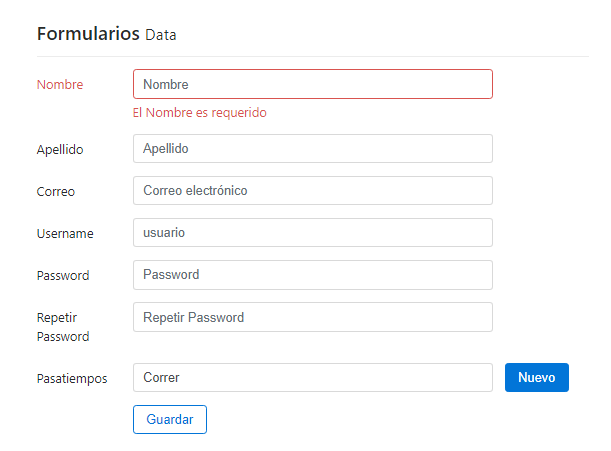 Formularios Data
Nombre Nombre
El Nombre es requerido
Apellido Apellido
Correo Correo electrónico
Username usuario
Password Password
Repetir Password Repetir Password
Pasatiempos Correr Nuevo
Guardar